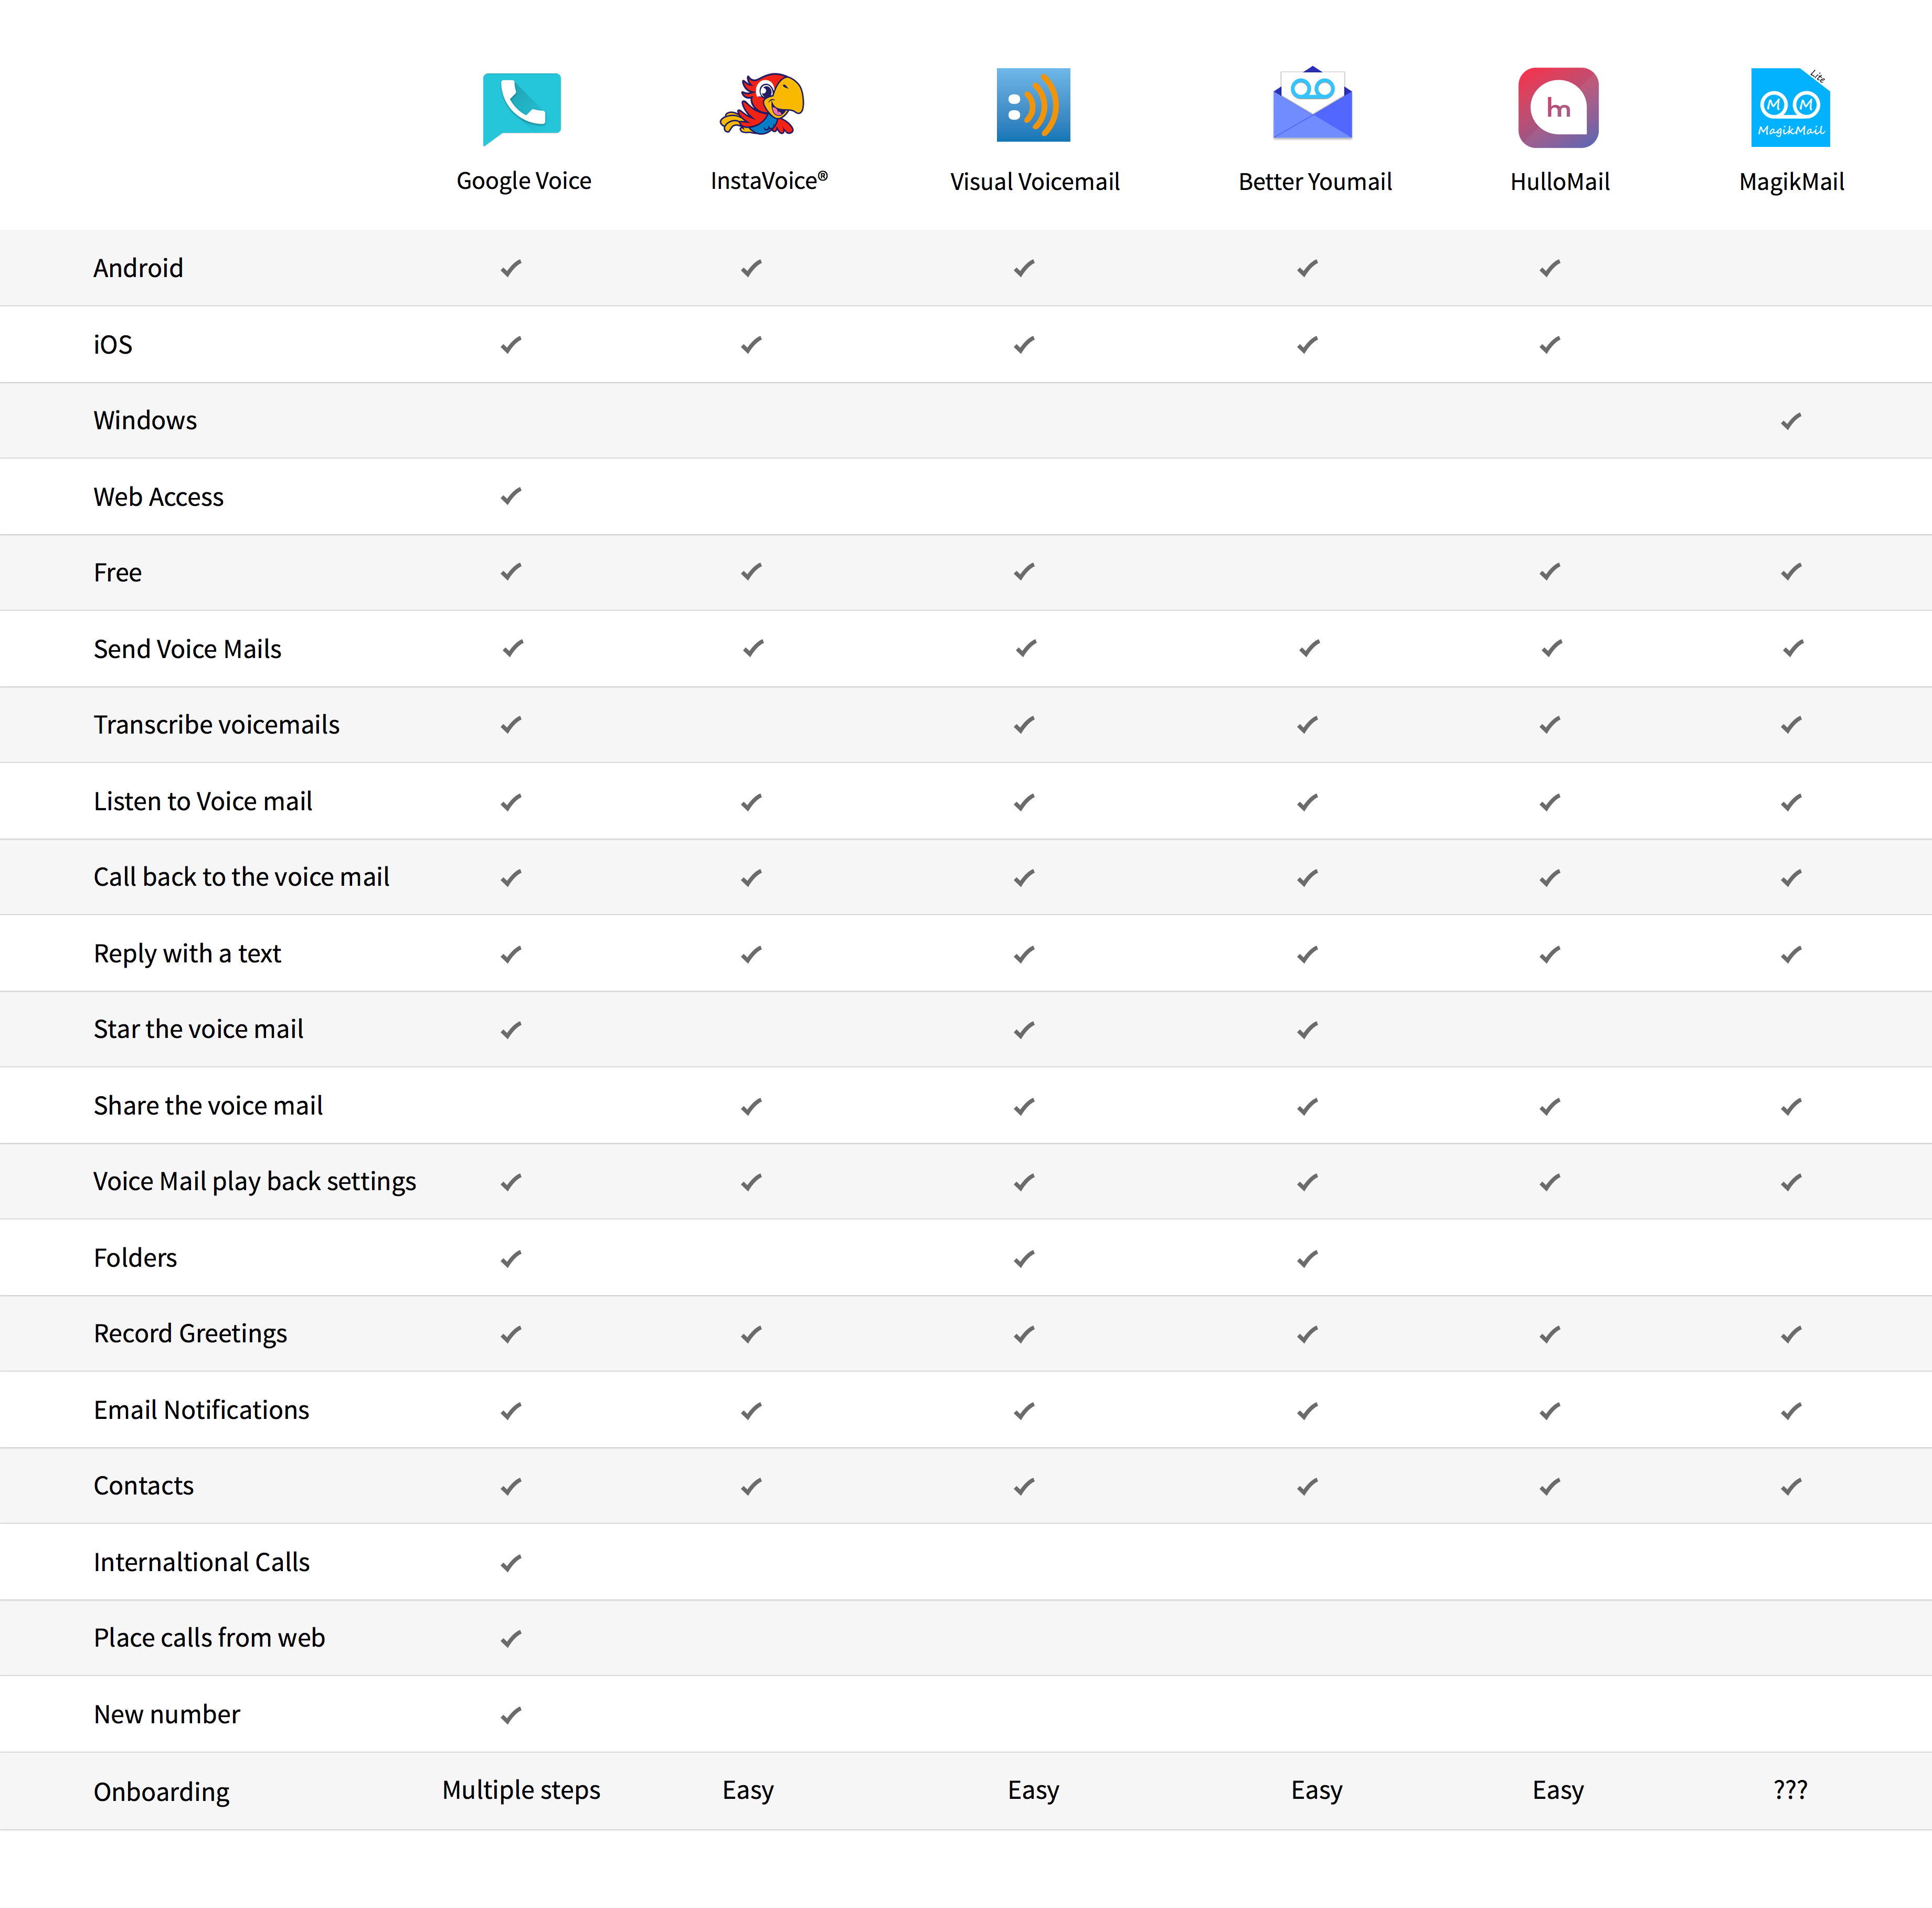 Lite
m
M M
MagikMail
Google Voice InstaVoice® Visual Voicemail Better Youmail HulloMail MagikMail
Android
iOS
Windows
Web Access
Free
Send Voice Mails
Transcribe voicemails
Listen to Voice mail
Call back to the voice mail
Reply with a text
Star the voice mail
Share the voice mail
Voice Mail play back settings
Folders
Record Greetings
Email Notifications
Contacts
Internaltional Calls
Place calls from web
New number
Onboarding Multiple steps Easy Easy Easy Easy ???